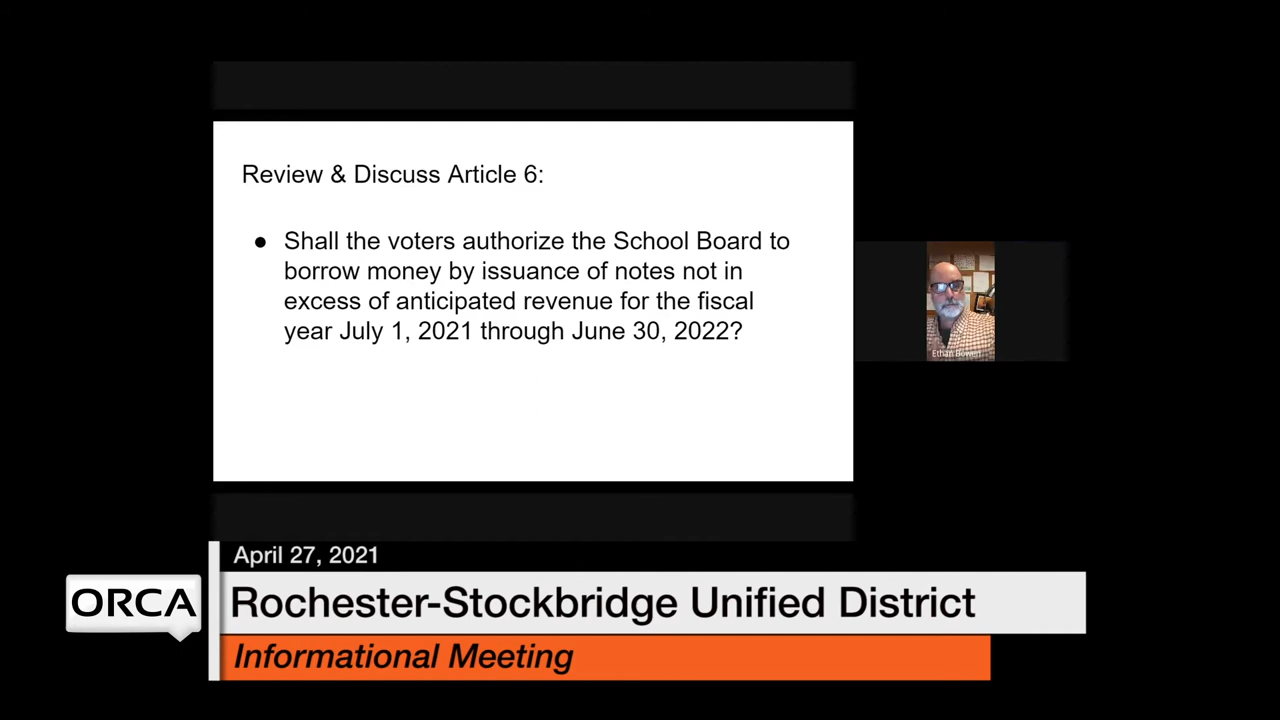 Review & Discuss Article 6:
● Shall the voters authorize the School Board to
borrow money by issuance of notes not in
excess of anticipated revenue for the fiscal
year July 1, 2021 through June 30, 2022?
Ethan Bowen
April 27, 2021
ORCA
Rochester-Stockbridge Unified District
Informational Meeting